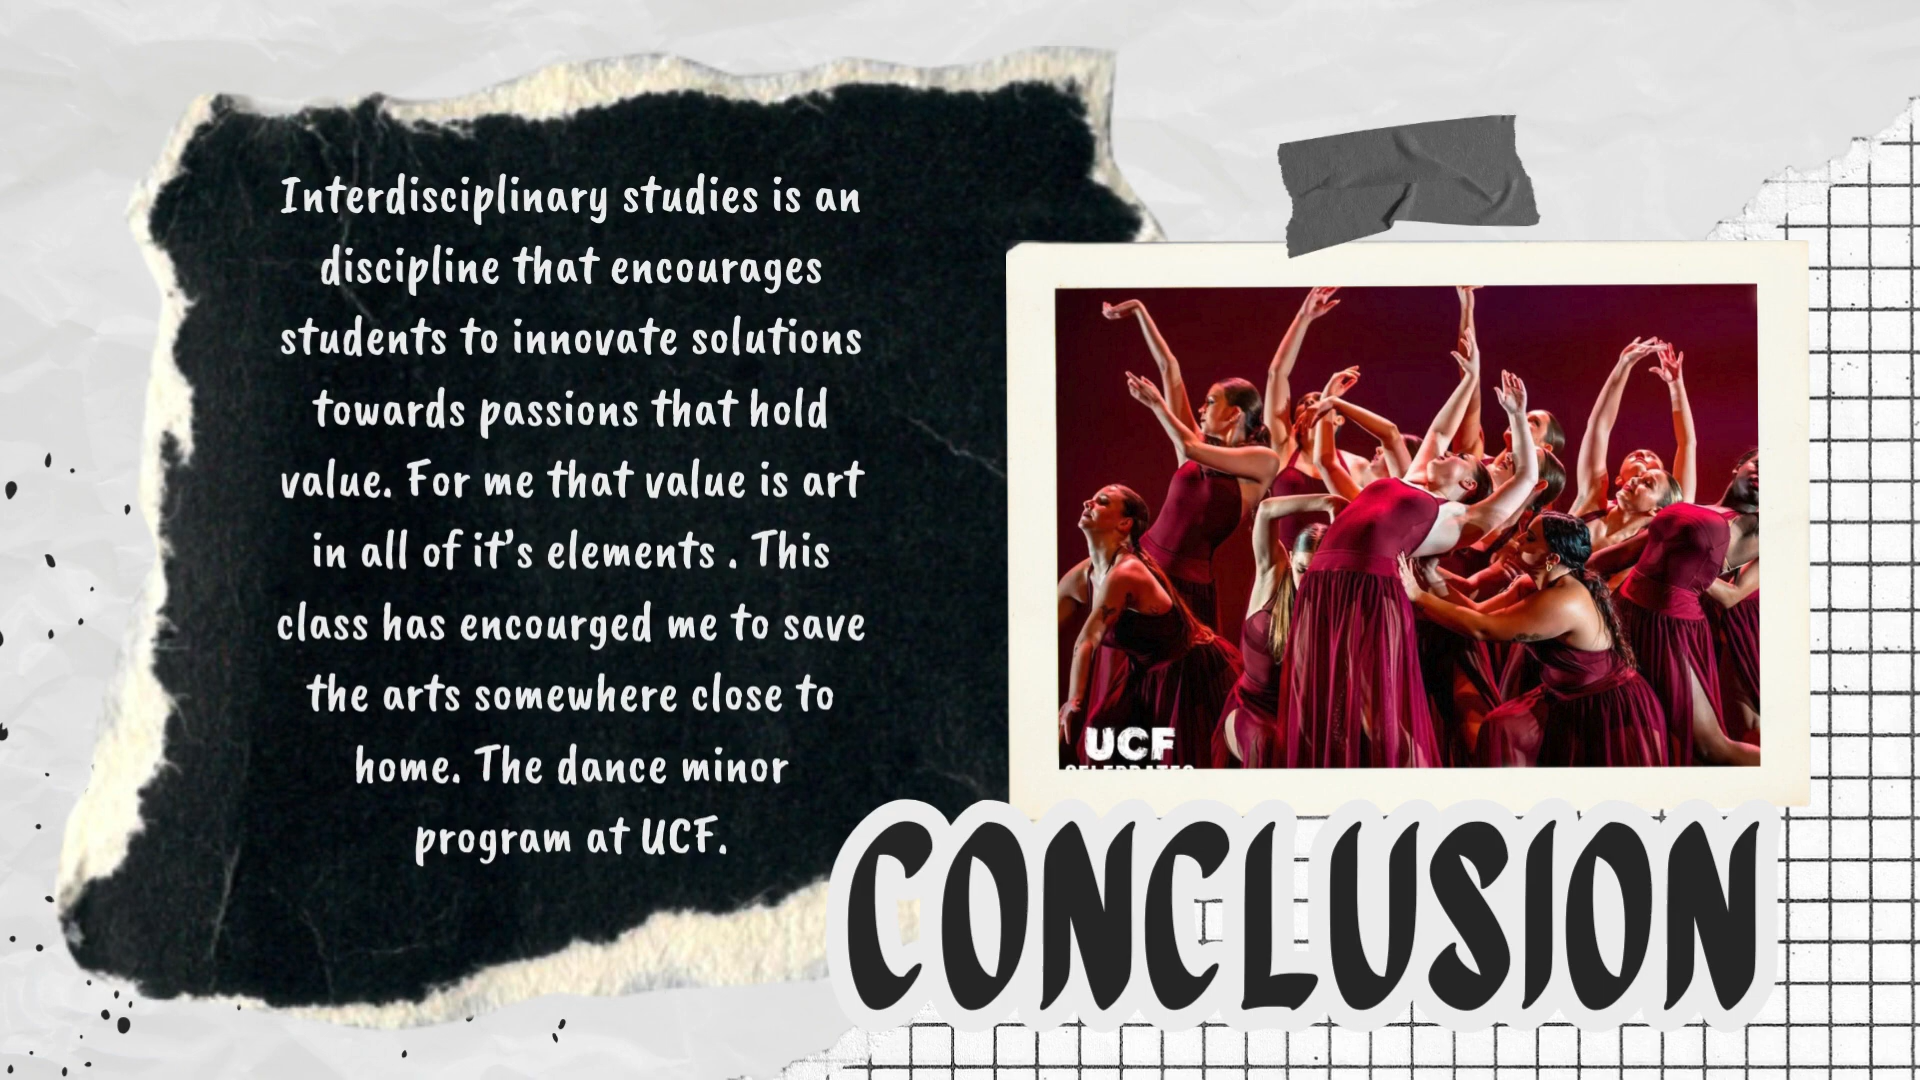 Interdisciplinary studies is an
discipline that encourages
students to innovate solutions
towards passions that hold
value. For me that value is art
in all of it's elements . This
class has encourged me to save
the arts somewhere close to
home. The dance minor
program at UCF.
UCF
CELEBRATES
CONCLUSION